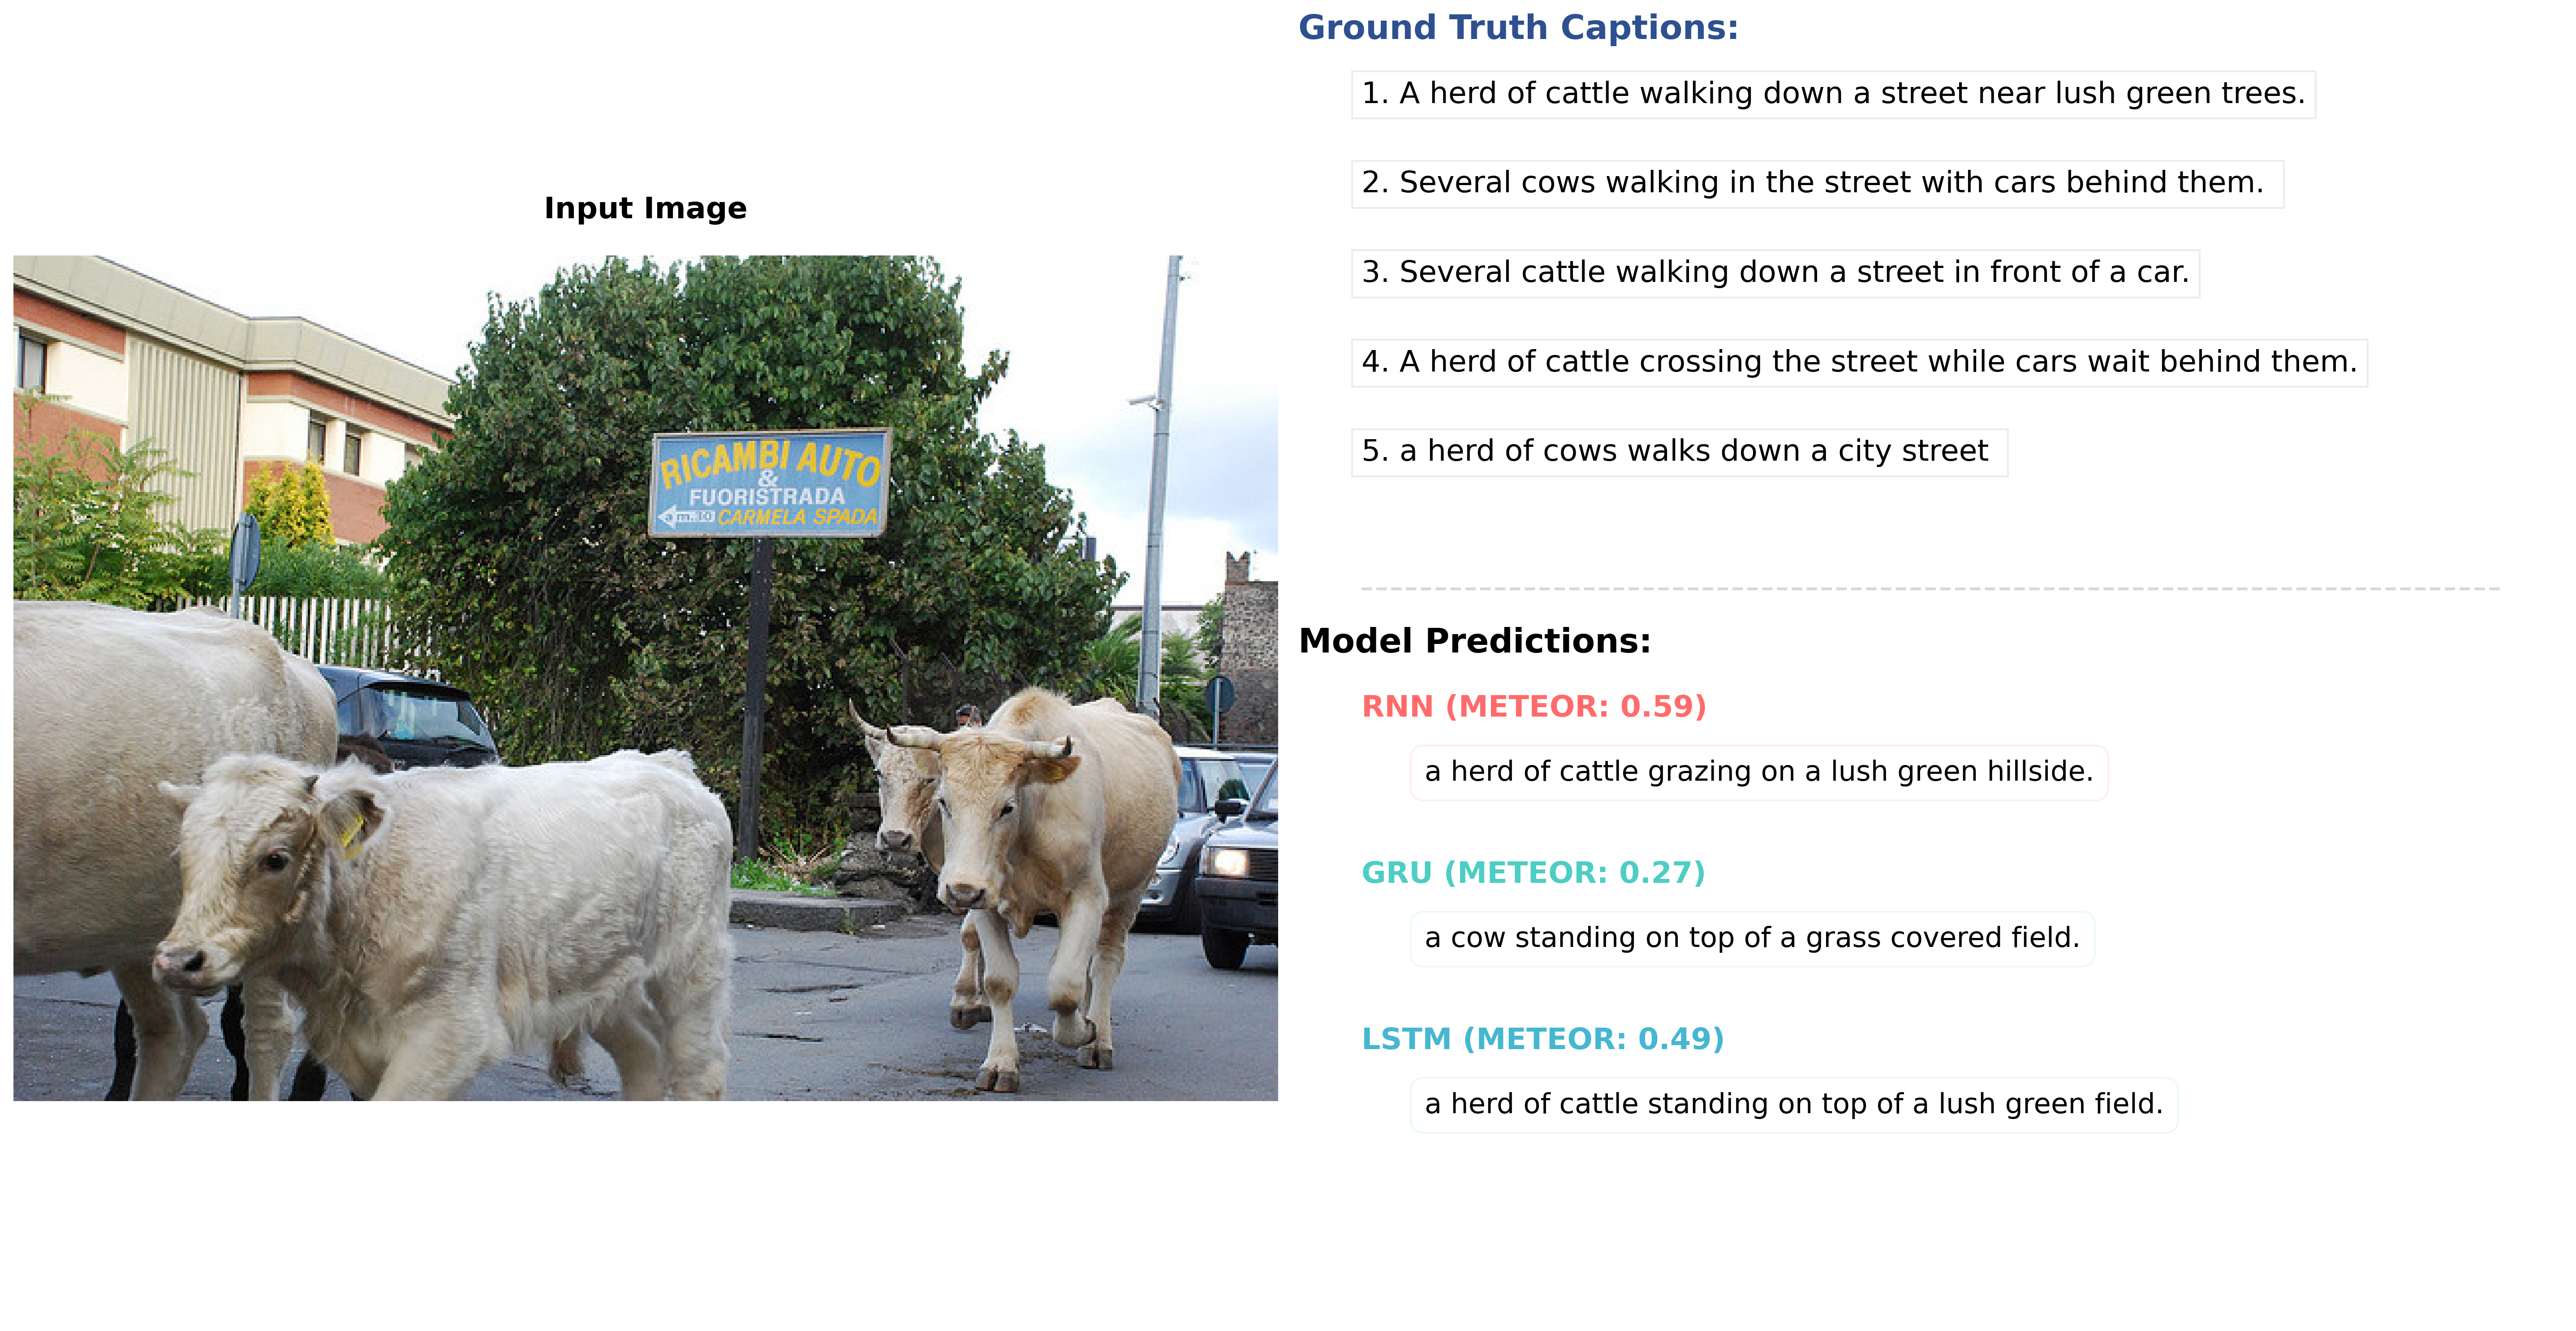 Ground Truth Captions:
1. A herd of cattle walking down a street near lush green trees.
2. Several cows walking in the street with cars behind them.
3. Several cattle walking down a street in front of a car.
4. A herd of cattle crossing the street while cars wait behind them.
5. a herd of cows walks down a city street
Input Image
RICAMBI AUTO
&
FUORISTRADA
a m.30 CARMELA SPADA
Model Predictions:
RNN (METEOR: 0.59)
a herd of cattle grazing on a lush green hillside.
GRU (METEOR: 0.27)
a cow standing on top of a grass covered field.
LSTM (METEOR: 0.49)
a herd of cattle standing on top of a lush green field.